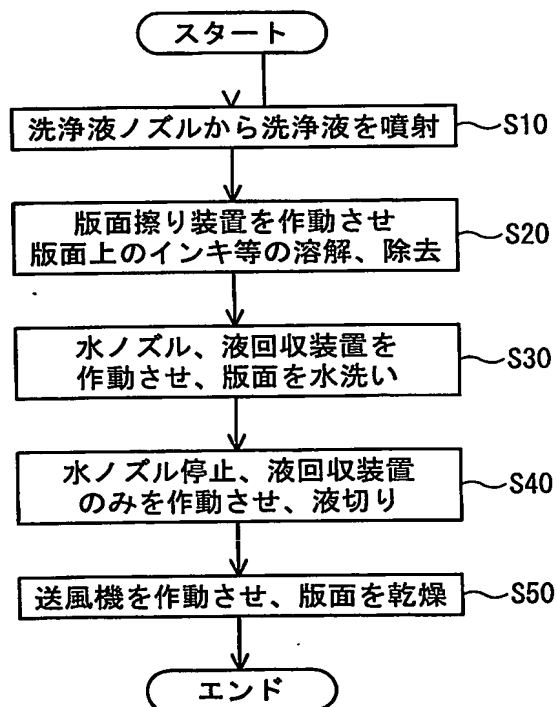 スタート
洗浄液ノズルから洗浄液を噴射
S10
版面擦り装置を作動させ
版面上のインキ等の溶解、除去
S20
水ノズル、液回収装置を
作動させ、版面を水洗い
S30
水ノズル停止、液回収装置
のみを作動させ、液切り
S40
送風機を作動させ、版面を乾燥
S50
エンド